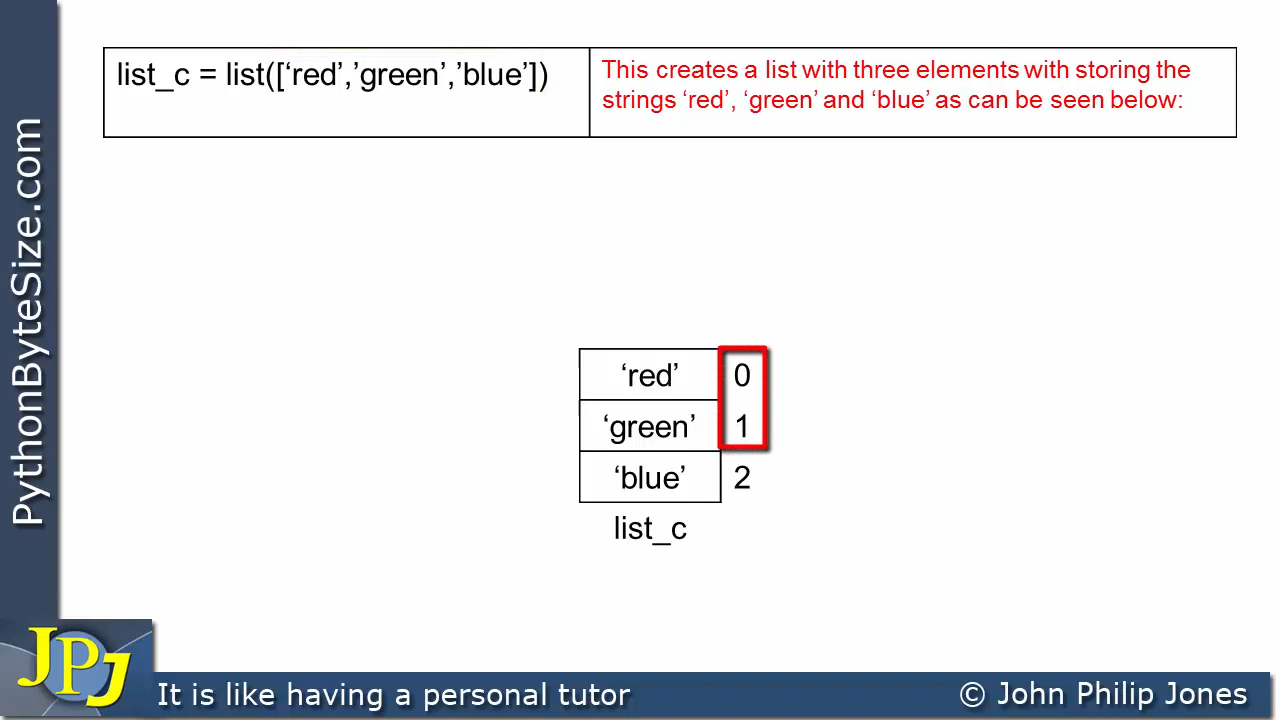 list_c = list([‘red’,’green’,’blue’])
This creates a list with three elements with storing the
strings ‘red’, ‘green’ and ‘blue’ as can be seen below:
PythonByteSize.com
‘red’ 0
‘green’ 1
‘blue’ 2
list_c
JPJ
It is like having a personal tutor
© John Philip Jones